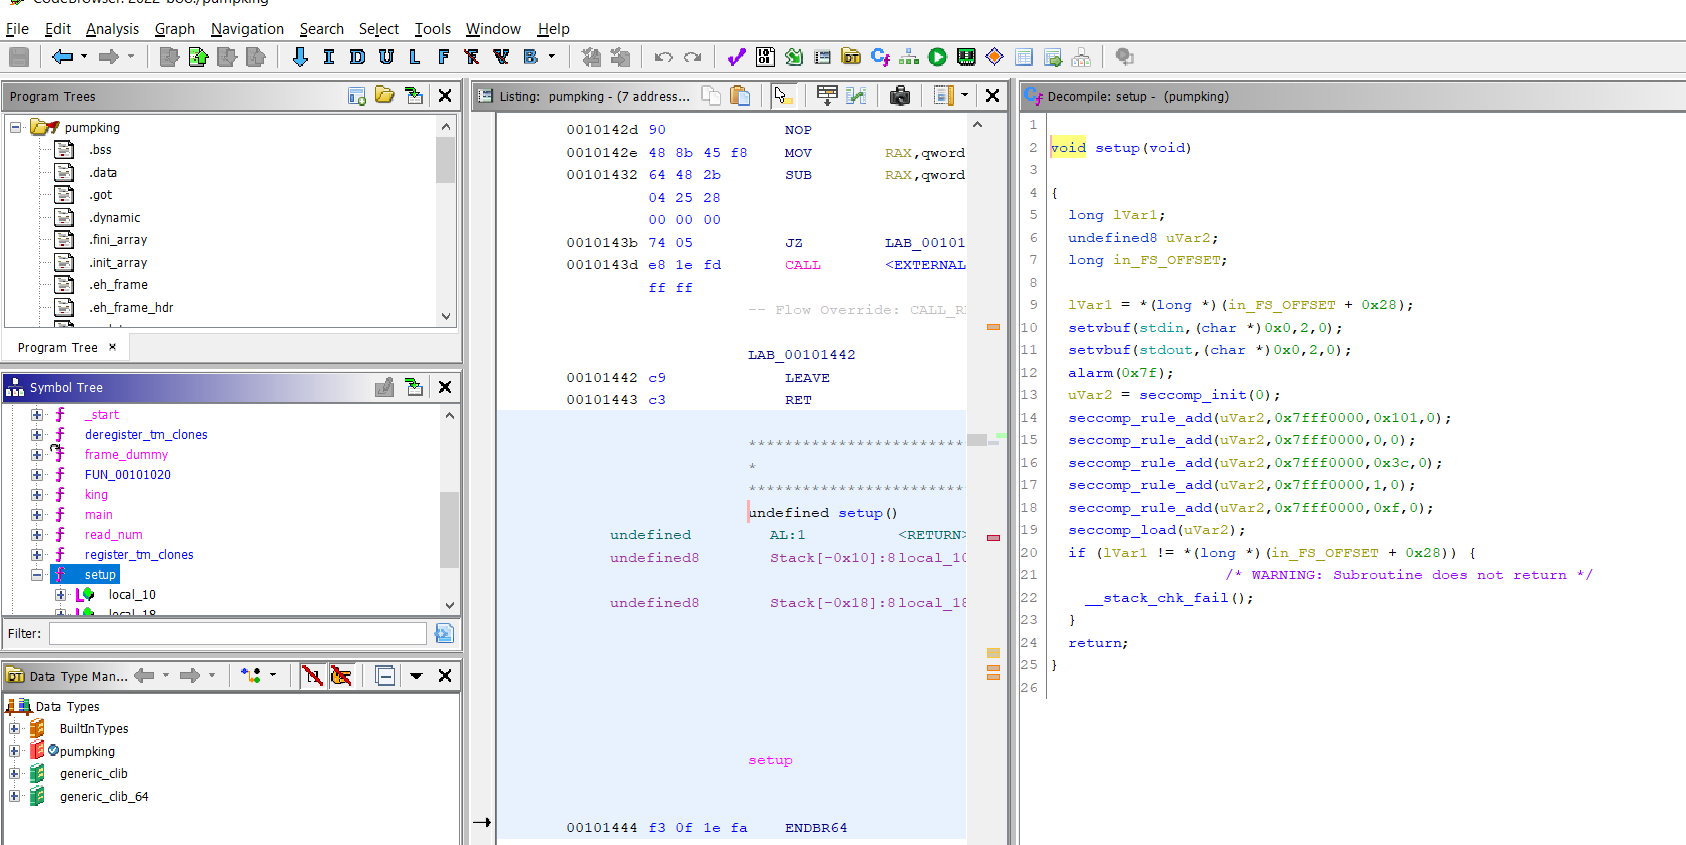 CodeBrowser: 2022-boo:/pumpking
File Edit Analysis Graph Navigation Search Select Tools Window Help
I D U L F B
Program Trees
pumpking
.bss
.data
.got
.dynamic
.fini_array
.init_array
.eh_frame
.eh_frame_hdr
Program Tree ×
Symbol Tree
_start
deregister_tm_clones
frame_dummy
FUN_00101020
king
main
read_num
register_tm_clones
setup
local_10
local_18
Filter:
Data Type Man...
Data Types
BuiltInTypes
pumpking
generic_clib
generic_clib_64
Listing: pumpking - (7 address...
0010142d 90 NOP
0010142e 48 8b 45 f8 MOV RAX,qword
00101432 64 48 2b SUB RAX,qword
04 25 28
00 00 00
0010143b 74 05 JZ LAB_00101
0010143d e8 1e fd CALL <EXTERNAL
ff ff
-- Flow Override: CALL_R
LAB_00101442
00101442 c9 LEAVE
00101443 c3 RET
*************************
*
*************************
undefined setup()
undefined AL:1 <RETURN>
undefined8 Stack[-0x10]:8 local_10
undefined8 Stack[-0x18]:8 local_18
setup
00101444 f3 0f 1e fa ENDBR64
Decompile: setup - (pumpking)
1
2 void setup(void)
3
4 {
5 long lVar1;
6 undefined8 uVar2;
7 long in_FS_OFFSET;
8
9 lVar1 = *(long *)(in_FS_OFFSET + 0x28);
10 setvbuf(stdin,(char *)0x0,2,0);
11 setvbuf(stdout,(char *)0x0,2,0);
12 alarm(0x7f);
13 uVar2 = seccomp_init(0);
14 seccomp_rule_add(uVar2,0x7fff0000,0x101,0);
15 seccomp_rule_add(uVar2,0x7fff0000,0,0);
16 seccomp_rule_add(uVar2,0x7fff0000,0x3c,0);
17 seccomp_rule_add(uVar2,0x7fff0000,1,0);
18 seccomp_rule_add(uVar2,0x7fff0000,0xf,0);
19 seccomp_load(uVar2);
20 if (lVar1 != *(long *)(in_FS_OFFSET + 0x28)) {
21 /* WARNING: Subroutine does not return */
22 __stack_chk_fail();
23 }
24 return;
25 }
26